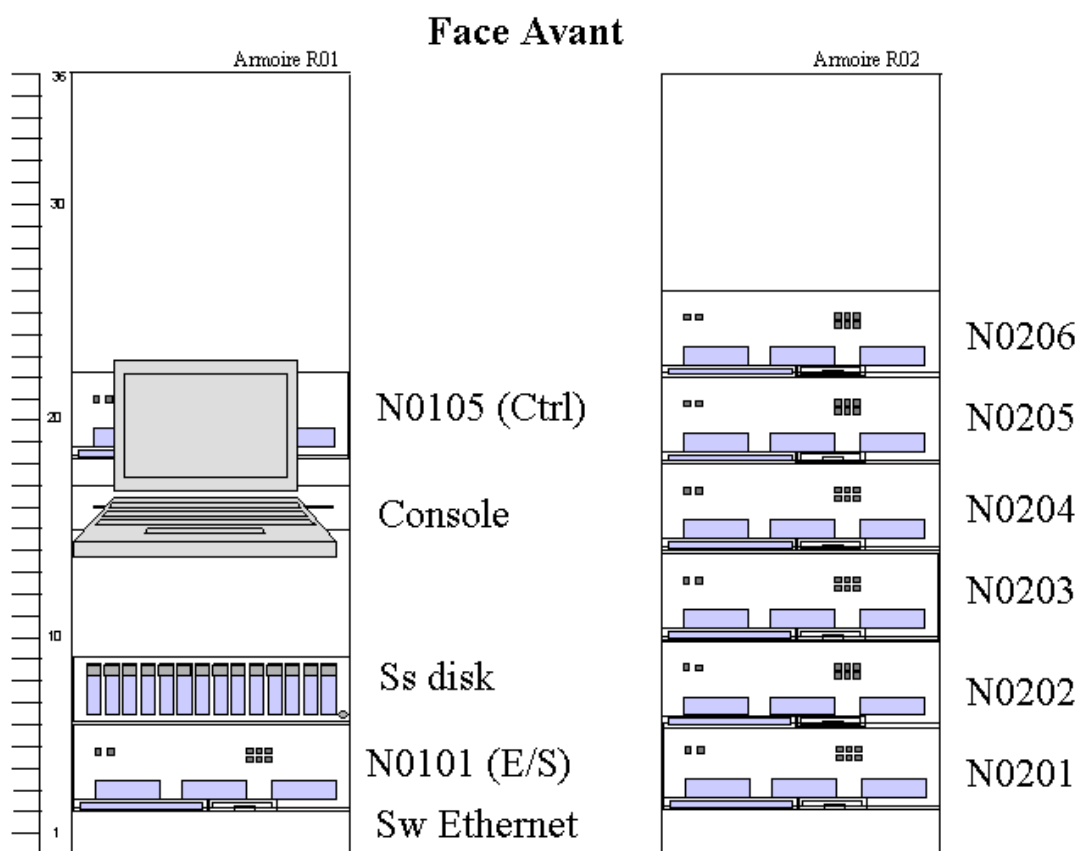 Face Avant
Armoire R01
Armoire R02
36
30
20
10
1
N0105 (Ctrl)
Console
Ss disk
N0101 (E/S)
Sw Ethernet
N0206
N0205
N0204
N0203
N0202
N0201